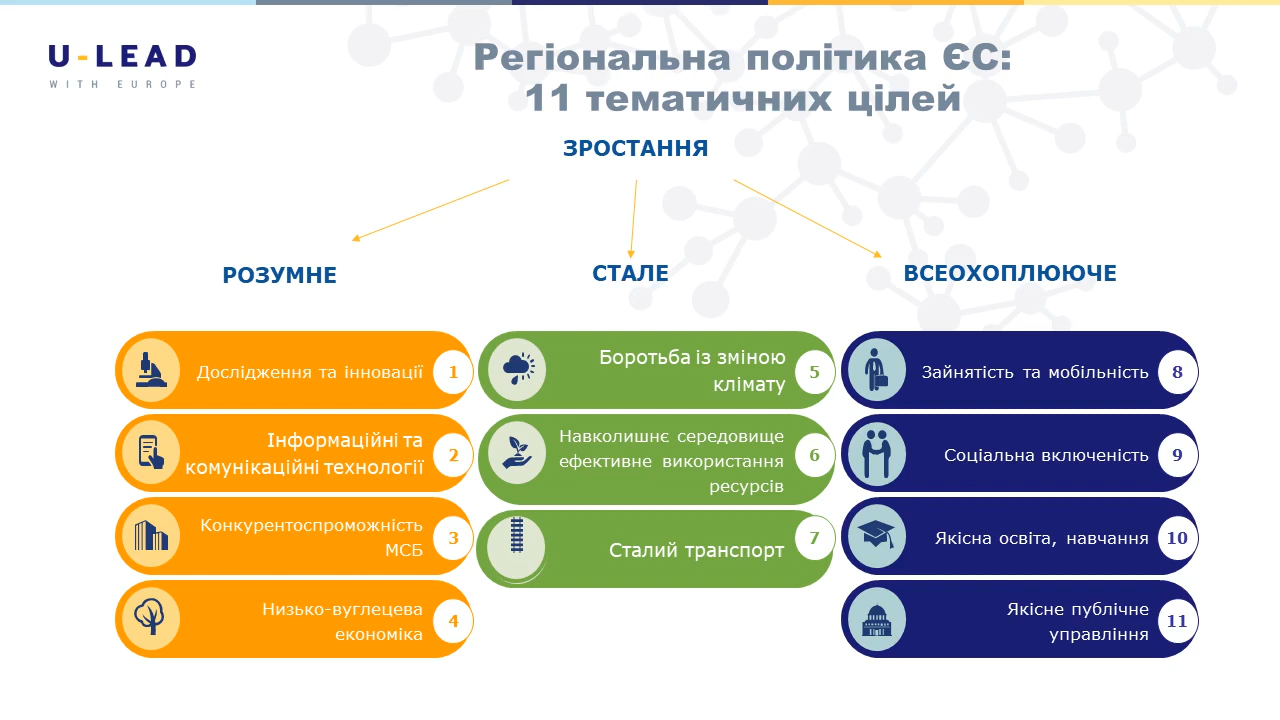 U-LEAD
WITH EUROPE
Регіональна політика ЄС:
11 тематичних цілей
ЗРОСТАННЯ
РОЗУМНЕ
СТАЛЕ
ВСЕОХОПЛЮЮЧЕ
Дослідження та інновації
1
Інформаційні та
комунікаційні технології
2
Конкурентоспроможність
МСБ
3
Низько-вуглецева
економіка
4
Боротьба із зміною
клімату
5
Навколишнє середовище
ефективне використання
ресурсів
6
Сталий транспорт
7
Зайнятість та мобільність
8
Соціальна включеність
9
Якісна освіта, навчання
10
Якісне публічне
управління
11